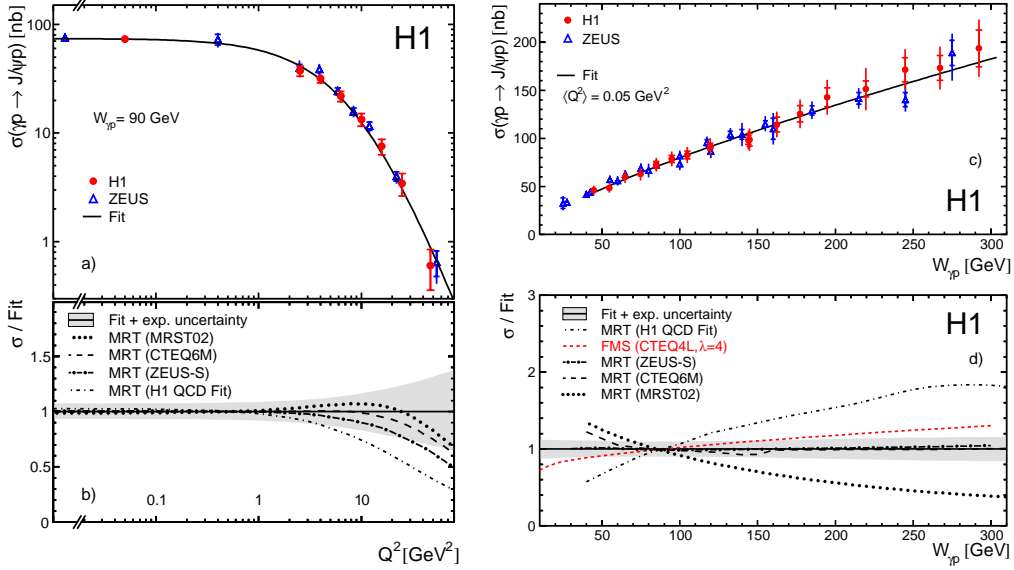 σ(γp → J/ψp) [nb]
100
10
1
H1
W_γp = 90 GeV
H1
ZEUS
Fit
a)
σ / Fit
1.5
1
0.5
0
Fit + exp. uncertainty
MRT (MRST02)
MRT (CTEQ6M)
MRT (ZEUS-S)
MRT (H1 QCD Fit)
b)
0.1 1 10
Q² [GeV²]
σ(γp → J/ψp) [nb]
200
150
100
50
0
H1
ZEUS
Fit
⟨Q²⟩ = 0.05 GeV²
c)
H1
50 100 150 200 250 300
W_γp [GeV]
σ / Fit
3
2
1
0
Fit + exp. uncertainty
MRT (H1 QCD Fit)
FMS (CTEQ4L,λ=4)
MRT (ZEUS-S)
MRT (CTEQ6M)
MRT (MRST02)
H1
d)
50 100 150 200 250 300
W_γp [GeV]